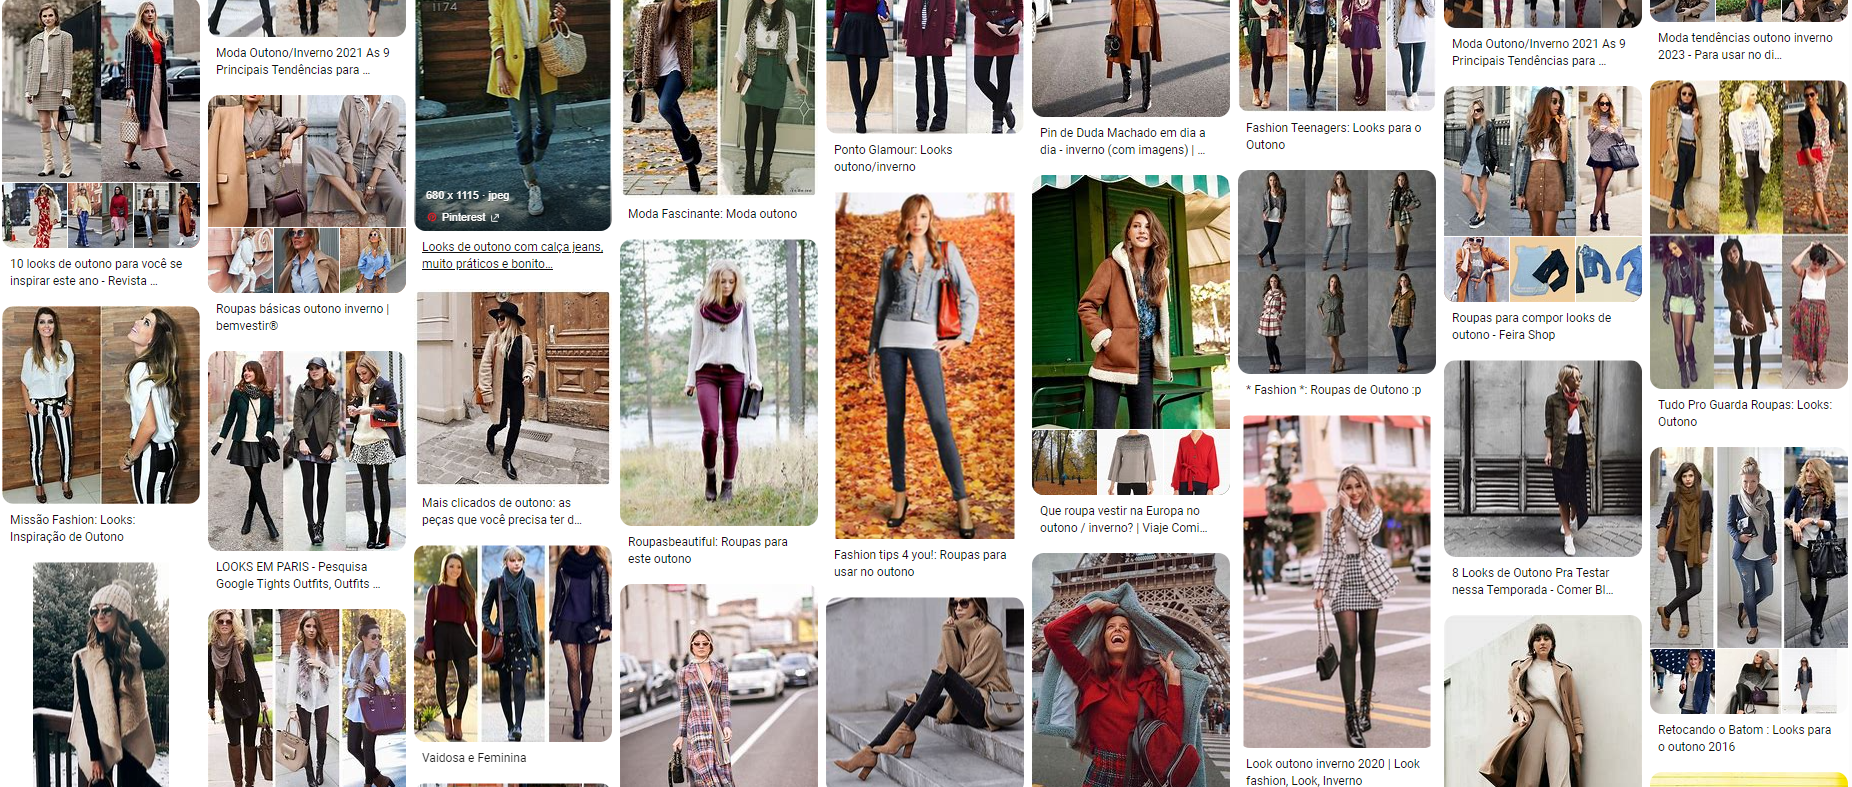 10 looks de outono para você se
inspirar este ano - Revista ...
Missão Fashion: Looks:
Inspiração de Outono
Moda Outono/Inverno 2021 As 9
Principais Tendências para ...
Roupas básicas outono inverno |
bemvestir®
LOOKS EM PARIS - Pesquisa
Google Tights Outfits, Outfits ...
1174
680 x 1115 · jpeg
Pinterest
Looks de outono com calça jeans,
muito práticos e bonito...
Mais clicados de outono: as
peças que você precisa ter d...
Vaidosa e Feminina
Moda Fascinante: Moda outono
Roupasbeautiful: Roupas para
este outono
Ponto Glamour: Looks
outono/inverno
Fashion tips 4 you!: Roupas para
usar no outono
Pin de Duda Machado em dia a
dia - inverno (com imagens) | ...
Que roupa vestir na Europa no
outono / inverno? | Viaje Comi...
Fashion Teenagers: Looks para o
Outono
* Fashion *: Roupas de Outono :p
Look outono inverno 2020 | Look
fashion, Look, Inverno
Moda Outono/Inverno 2021 As 9
Principais Tendências para ...
Roupas para compor looks de
outono - Feira Shop
8 Looks de Outono Pra Testar
nessa Temporada - Comer Bl...
Moda tendências outono inverno
2023 - Para usar no di...
Tudo Pro Guarda Roupas: Looks:
Outono
Retocando o Batom : Looks para
o outono 2016